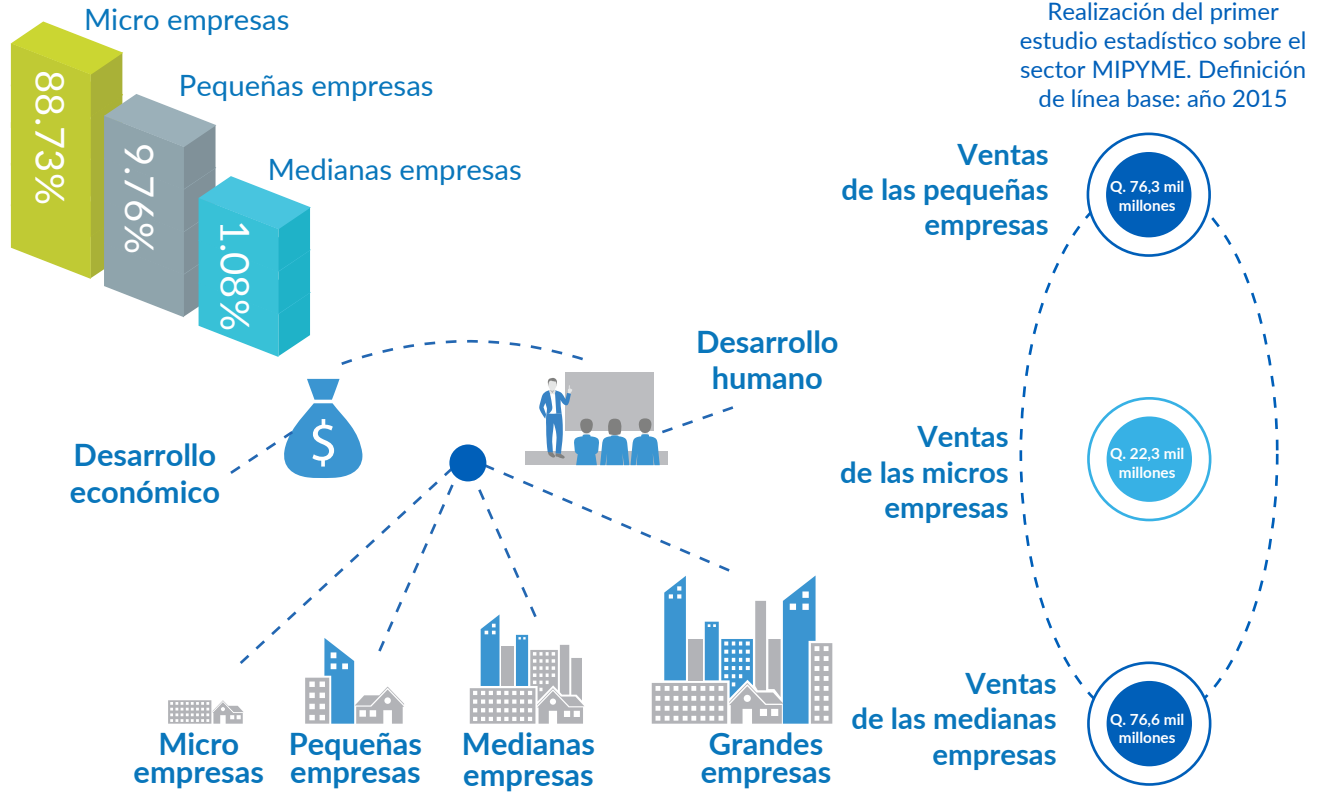 Micro empresas
88.73%
Pequeñas empresas
9.76%
Medianas empresas
1.08%
Desarrollo
económico
$
Desarrollo
humano
Micro
empresas
Pequeñas
empresas
Medianas
empresas
Grandes
empresas
Realización del primer
estudio estadístico sobre el
sector MIPYME. Definición
de línea base: año 2015
Ventas
de las pequeñas
empresas
Q. 76,3 mil
millones
Ventas
de las micros
empresas
Q. 22,3 mil
millones
Ventas
de las medianas
empresas
Q. 76,6 mil
millones